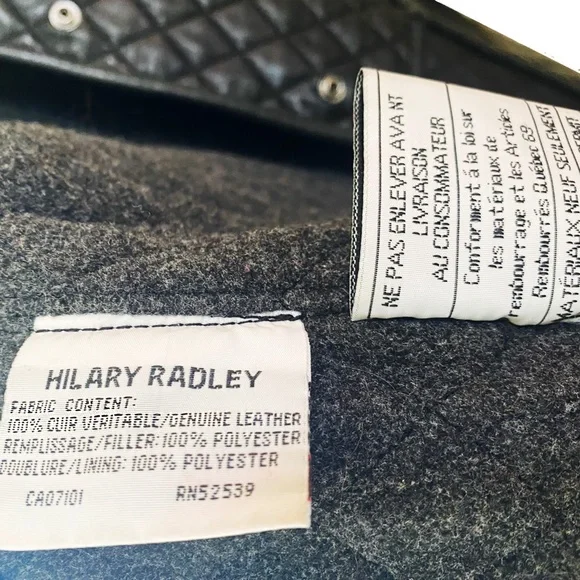 HILARY RADLEY
FABRIC CONTENT:
100% CUIR VERITABLE/GENUINE LEATHER
REMPLISSAGE/FILLER: 100% POLYESTER
DOUBLURE/LINING: 100% POLYESTER
CA07101 RN52539
NE PAS ENLEVER AVANT
LIVRAISON
AU CONSOMMATEUR
Conforment á la loi sur
les matériaux de
rembourrage et les Articles
Rembourrés Québec 69
MATÉRIAUX NEUF SEULEMENT